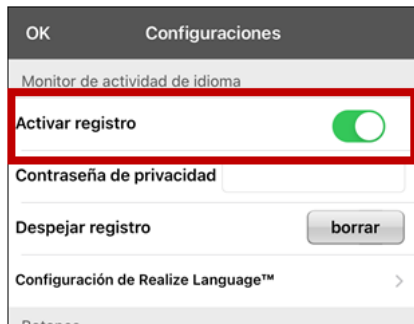 OK Configuraciones
Monitor de actividad de idioma
Activar registro
Contraseña de privacidad
Despejar registro borrar
Configuración de Realize Language™